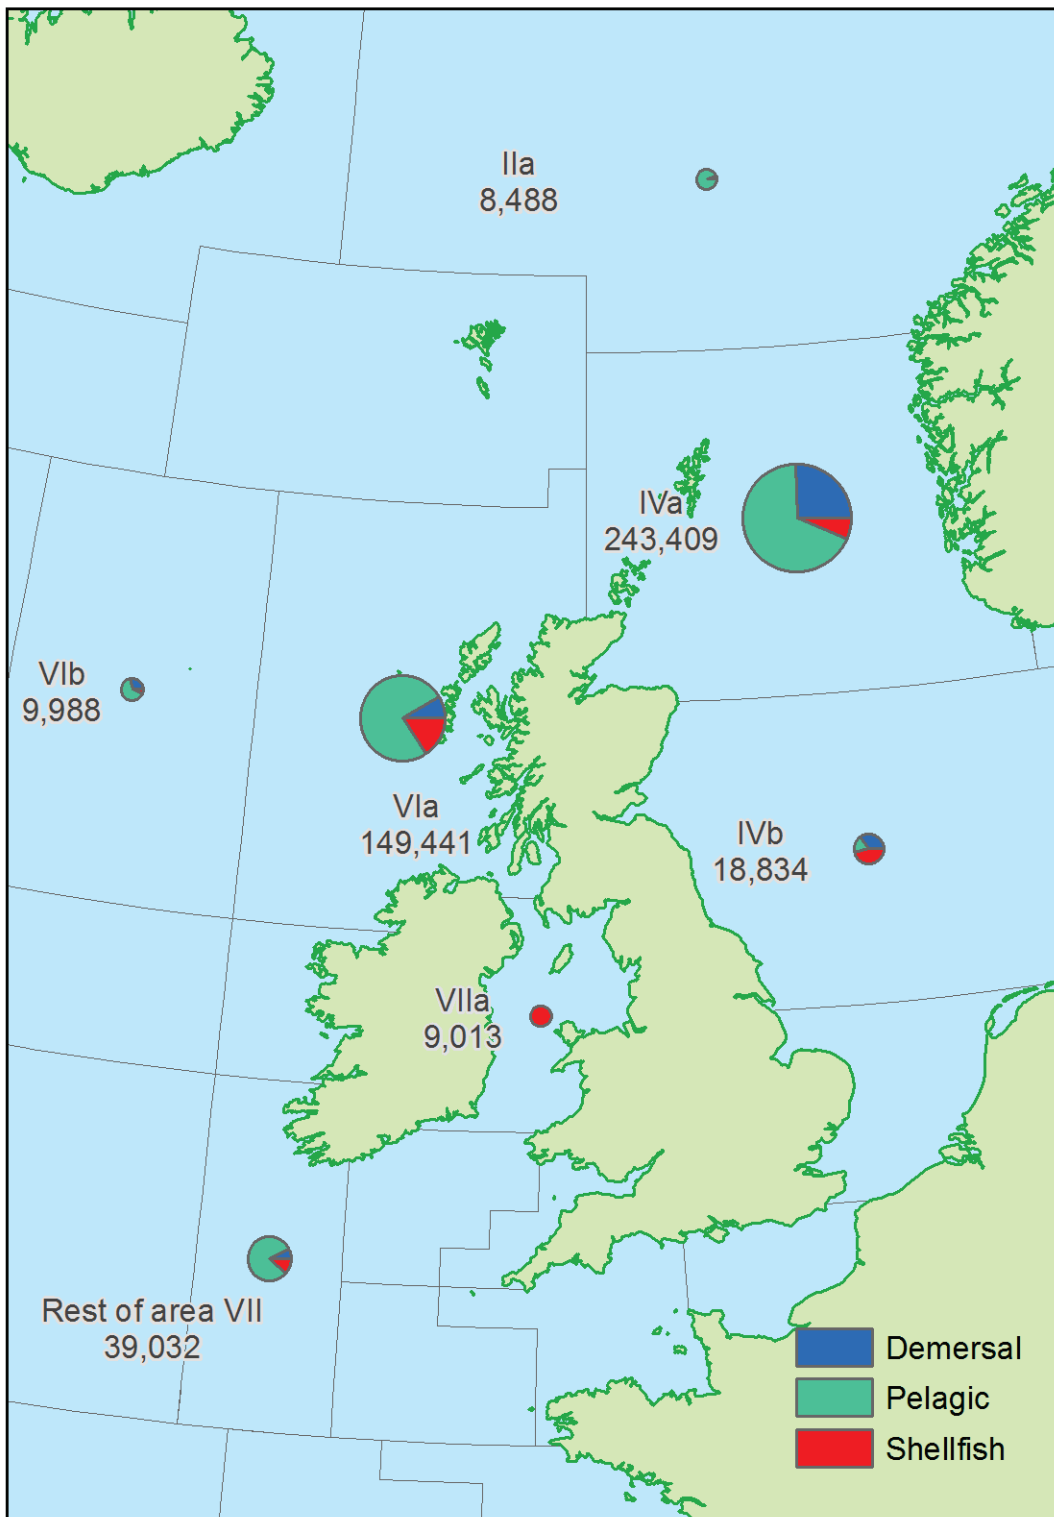 IIa
8,488
IVa
243,409
VIb
9,988
VIa
149,441
IVb
18,834
VIIa
9,013
Rest of area VII
39,032
Demersal
Pelagic
Shellfish